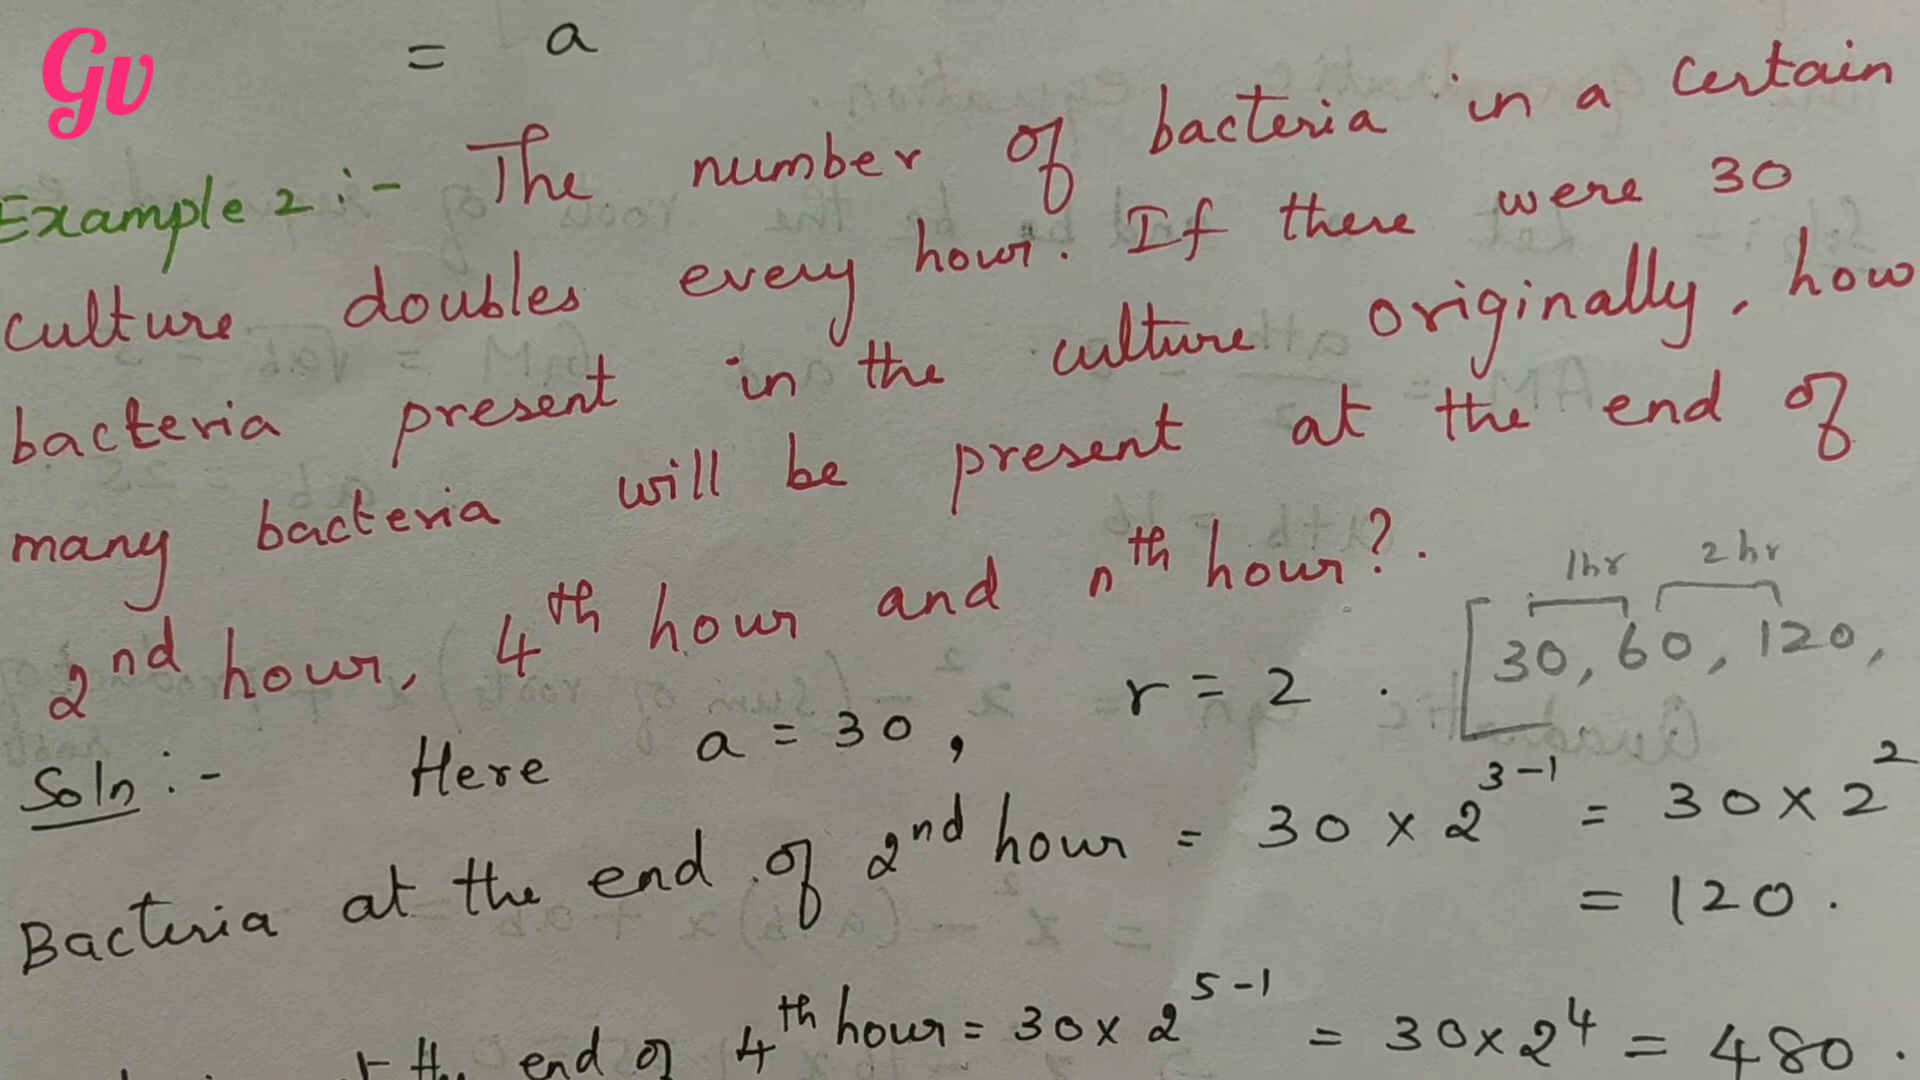 Gv
= a
Example 2 :- The number of bacteria in a certain
culture doubles every hour. If there were 30
bacteria present in the culture originally, how
many bacteria will be present at the end of
2nd hour, 4th hour and nth hour?.
1hr 2hr
Soln :- Here a = 30, r = 2 . [30, 60, 120,
Bacteria at the end of 2nd hour = 30 × 2^3-1 = 30 × 2^2
= 120.
end of 4th hour = 30 × 2^5-1 = 30 × 2^4 = 480.